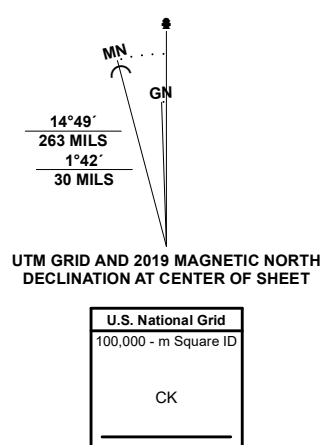 MN
GN
14°49´
263 MILS
1°42´
30 MILS
UTM GRID AND 2019 MAGNETIC NORTH
DECLINATION AT CENTER OF SHEET
U.S. National Grid
100,000 - m Square ID
CK